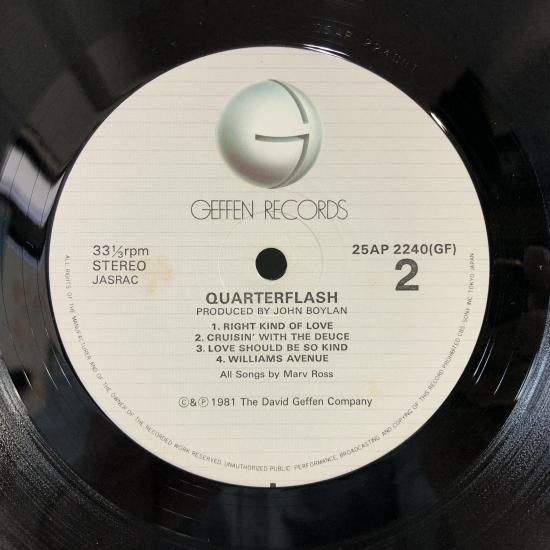 25AP 2240B1
GEFFEN RECORDS
33⅓rpm
STEREO
JASRAC
25AP 2240(GF)
2
QUARTERFLASH
PRODUCED BY JOHN BOYLAN
1. RIGHT KIND OF LOVE
2. CRUISIN' WITH THE DEUCE
3. LOVE SHOULD BE SO KIND
4. WILLIAMS AVENUE
All Songs by Marv Ross
©&℗ 1981 The David Geffen Company
ALL RIGHTS OF THE MANUFACTURER AND OF THE OWNER OF THE RECORDED WORK RESERVED. UNAUTHORIZED PUBLIC PERFORMANCE, BROADCASTING AND COPYING OF THIS RECORD PROHIBITED CBS/SONY INC. TOKYO JAPAN